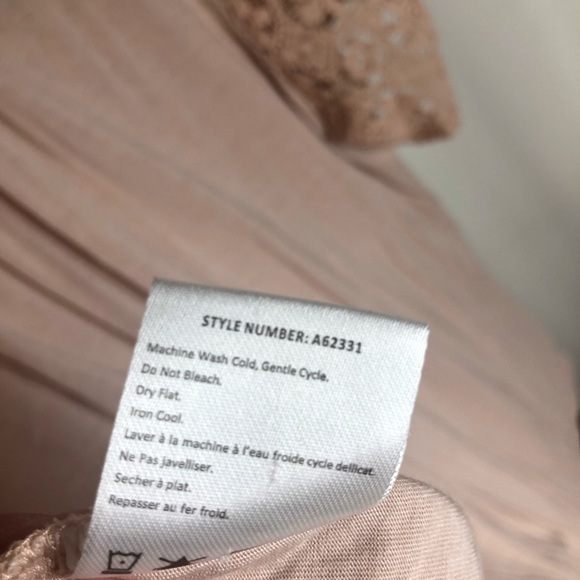 STYLE NUMBER: A62331
Machine Wash Cold, Gentle Cycle.
Do Not Bleach.
Dry Flat.
Iron Cool.
Laver à la machine à l'eau froide cycle dellicat.
Ne Pas javelliser.
Secher à plat.
Repasser au fer froid.